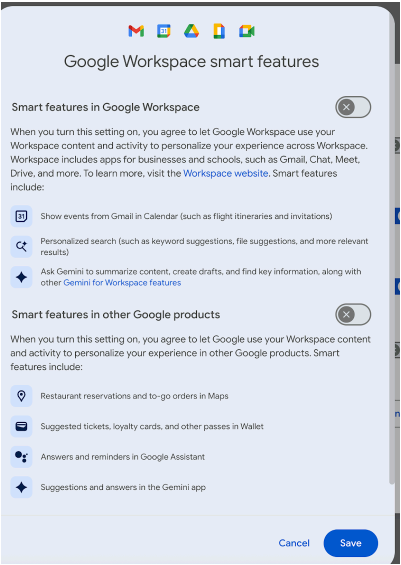 31
Google Workspace smart features
Smart features in Google Workspace
When you turn this setting on, you agree to let Google Workspace use your
Workspace content and activity to personalize your experience across Workspace.
Workspace includes apps for businesses and schools, such as Gmail, Chat, Meet,
Drive, and more. To learn more, visit the Workspace website. Smart features
include:
31
Show events from Gmail in Calendar (such as flight itineraries and invitations)
Personalized search (such as keyword suggestions, file suggestions, and more relevant
results)
Ask Gemini to summarize content, create drafts, and find key information, along with
other Gemini for Workspace features
Smart features in other Google products
When you turn this setting on, you agree to let Google use your Workspace content
and activity to personalize your experience in other Google products. Smart
features include:
Restaurant reservations and to-go orders in Maps
Suggested tickets, loyalty cards, and other passes in Wallet
Answers and reminders in Google Assistant
Suggestions and answers in the Gemini app
Cancel
Save